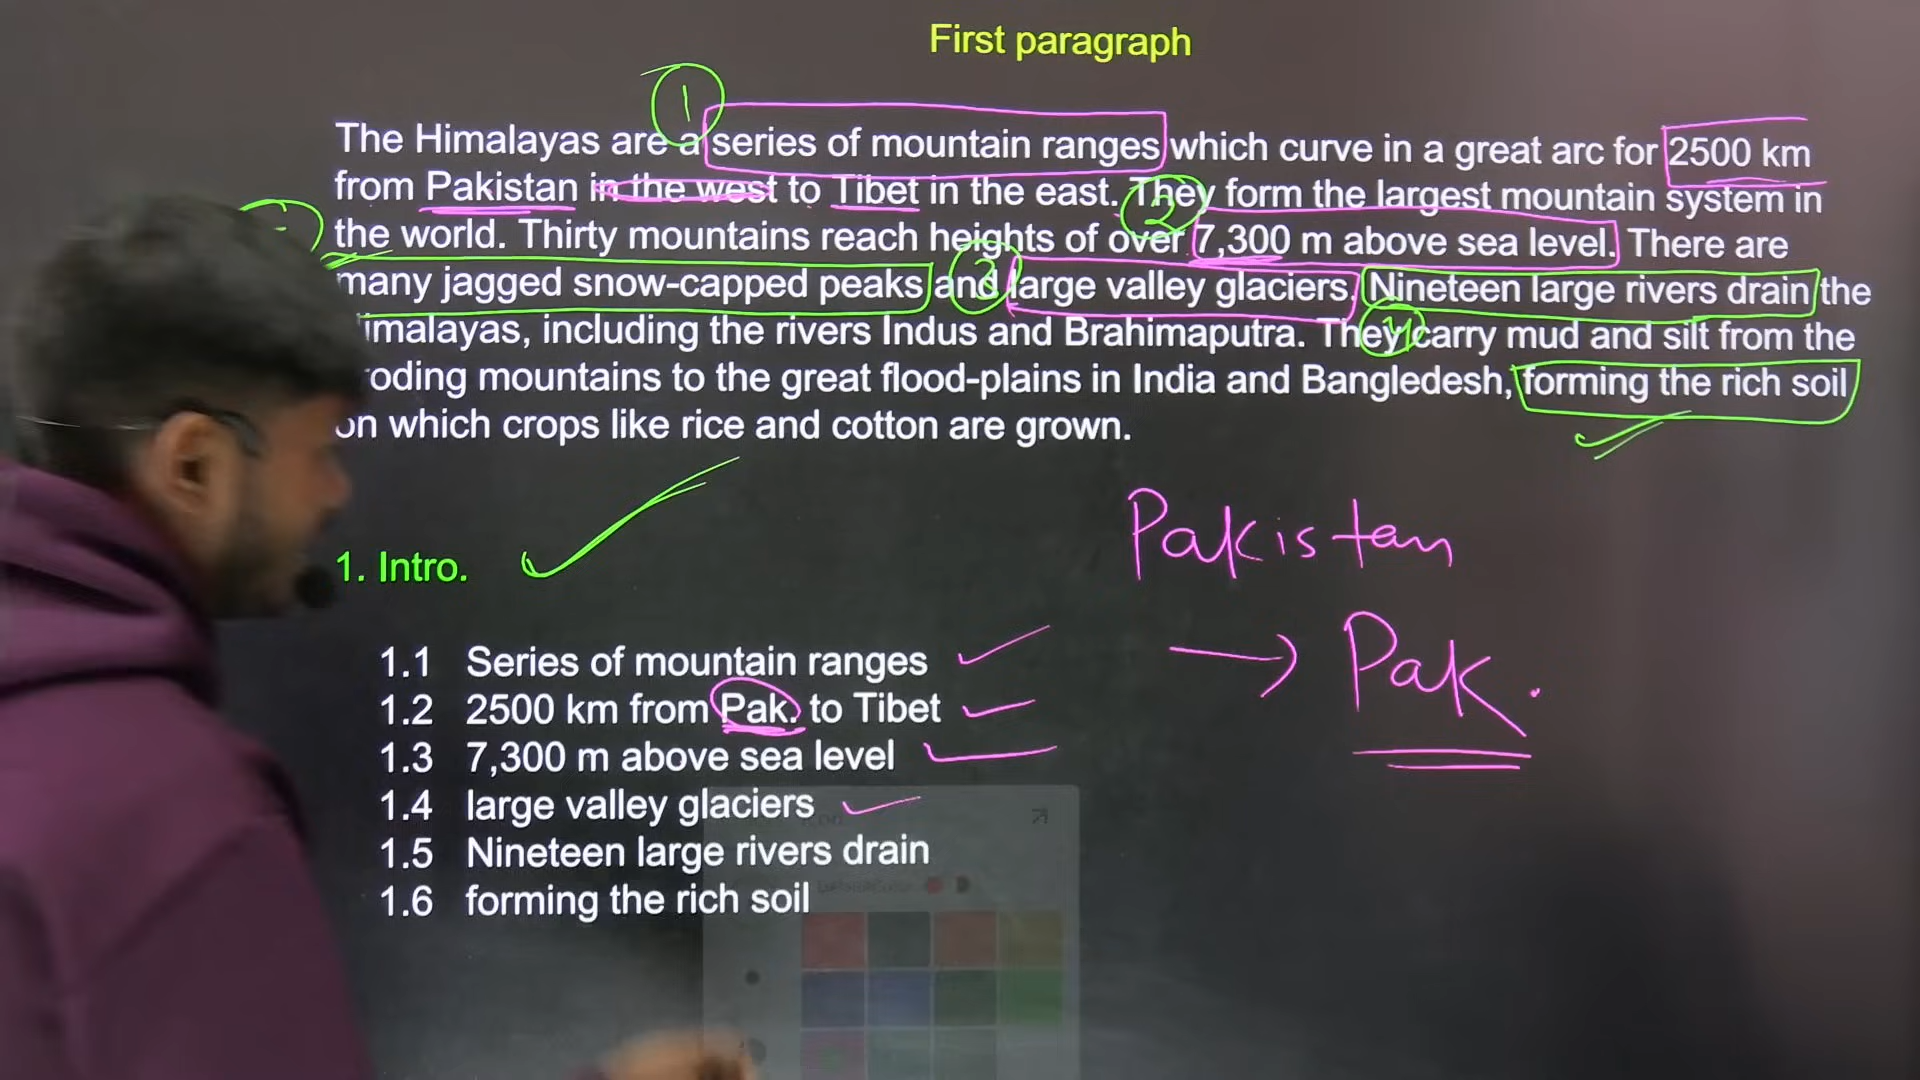 First paragraph
1
The Himalayas are a series of mountain ranges which curve in a great arc for 2500 km
from Pakistan in the west to Tibet in the east. They form the largest mountain system in
2
the world. Thirty mountains reach heights of over 7,300 m above sea level. There are
3
many jagged snow-capped peaks and large valley glaciers. Nineteen large rivers drain the
imalayas, including the rivers Indus and Brahimaputra. They carry mud and silt from the
roding mountains to the great flood-plains in India and Bangledesh, forming the rich soil
on which crops like rice and cotton are grown.
Pakistan
→ Pak.
1. Intro.
1.1 Series of mountain ranges
1.2 2500 km from Pak. to Tibet
1.3 7,300 m above sea level
1.4 large valley glaciers
1.5 Nineteen large rivers drain
1.6 forming the rich soil